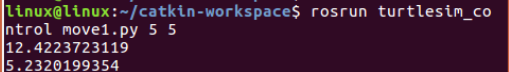 linux@linux:~/catkin-workspace$ rosrun turtlesim_co
ntrol move1.py 5 5
12.4223723119
5.2320199354